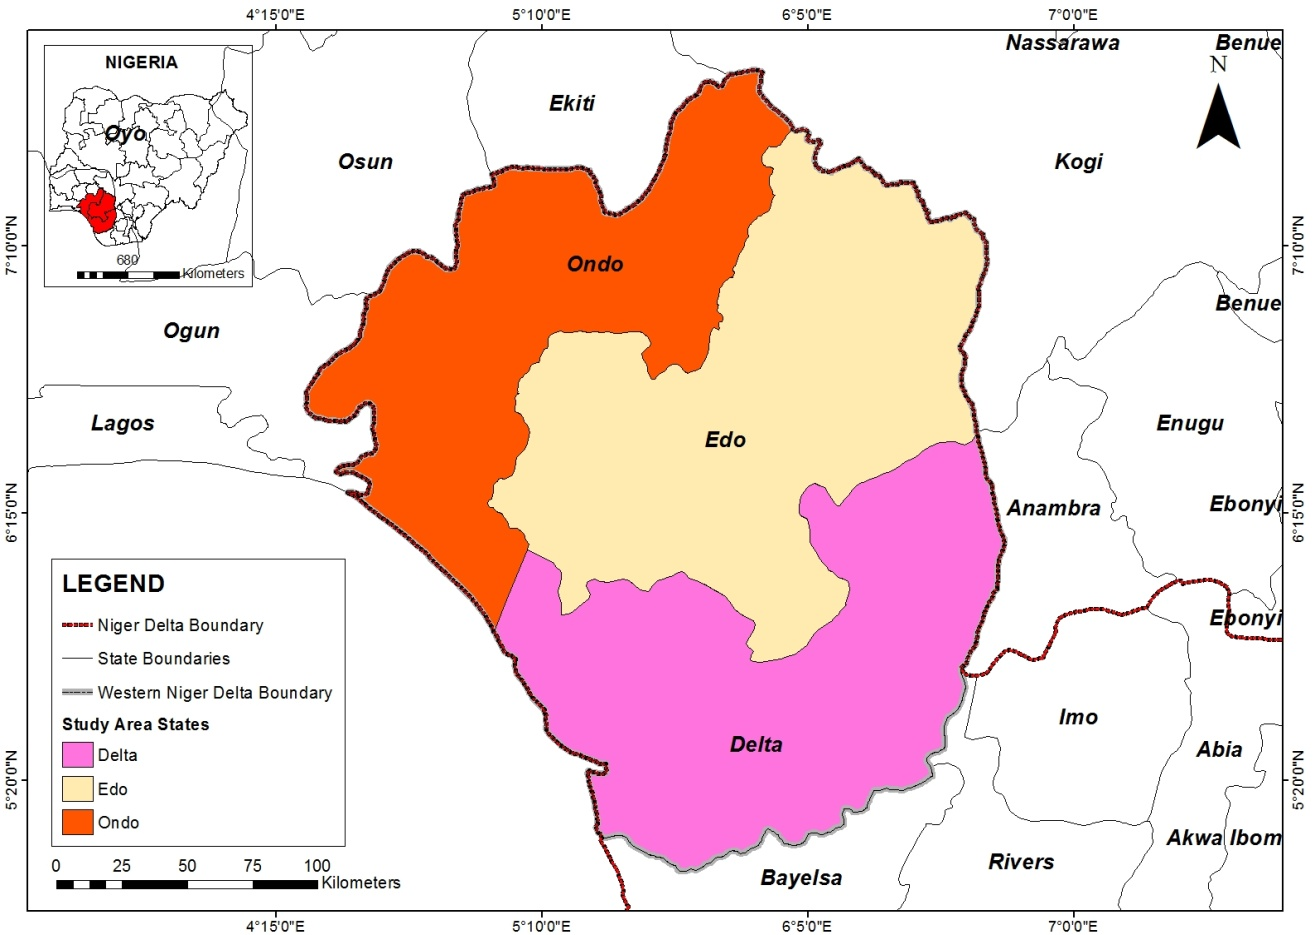 4°15'0"E
5°10'0"E
6°5'0"E
7°0'0"E
Nassarawa
Benue
N
NIGERIA
Oyo
Ekiti
Osun
Kogi
7°10'0"N
7°10'0"N
680
Kilometers
Ondo
Ogun
Benue
Lagos
Edo
Enugu
6°15'0"N
Anambra
Ebonyi
6°15'0"N
LEGEND
Niger Delta Boundary
State Boundaries
Western Niger Delta Boundary
Study Area States
Delta
Edo
Ondo
Ebonyi
Imo
Delta
Abia
5°20'0"N
5°20'0"N
Akwa Ibom
Rivers
Bayelsa
0 25 50 75 100
Kilometers
4°15'0"E
5°10'0"E
6°5'0"E
7°0'0"E